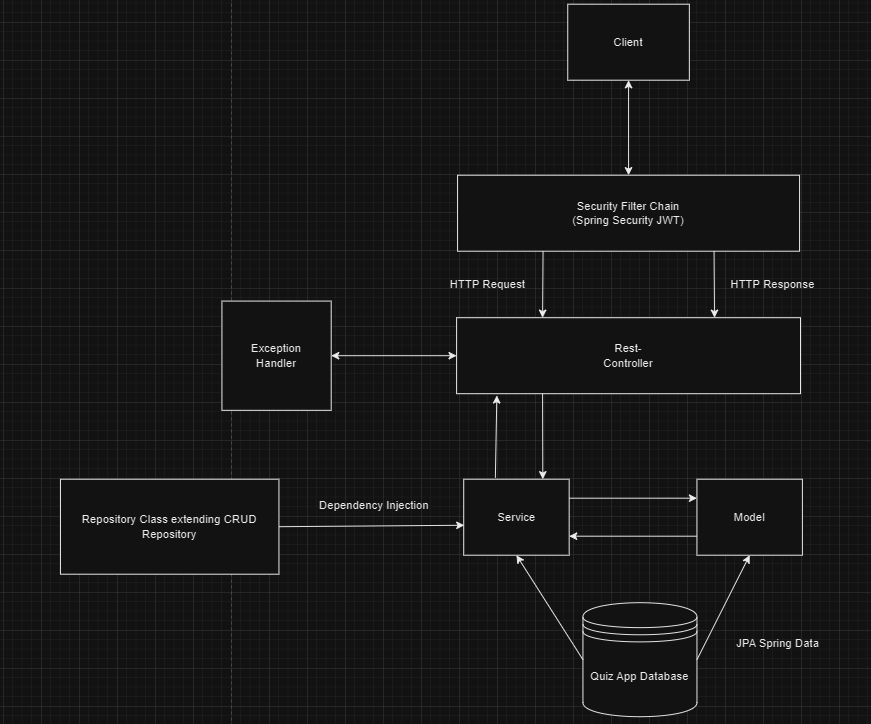 Client
Security Filter Chain
(Spring Security JWT)
HTTP Request
HTTP Response
Exception
Handler
Rest-
Controller
Repository Class extending CRUD
Repository
Dependency Injection
Service
Model
JPA Spring Data
Quiz App Database